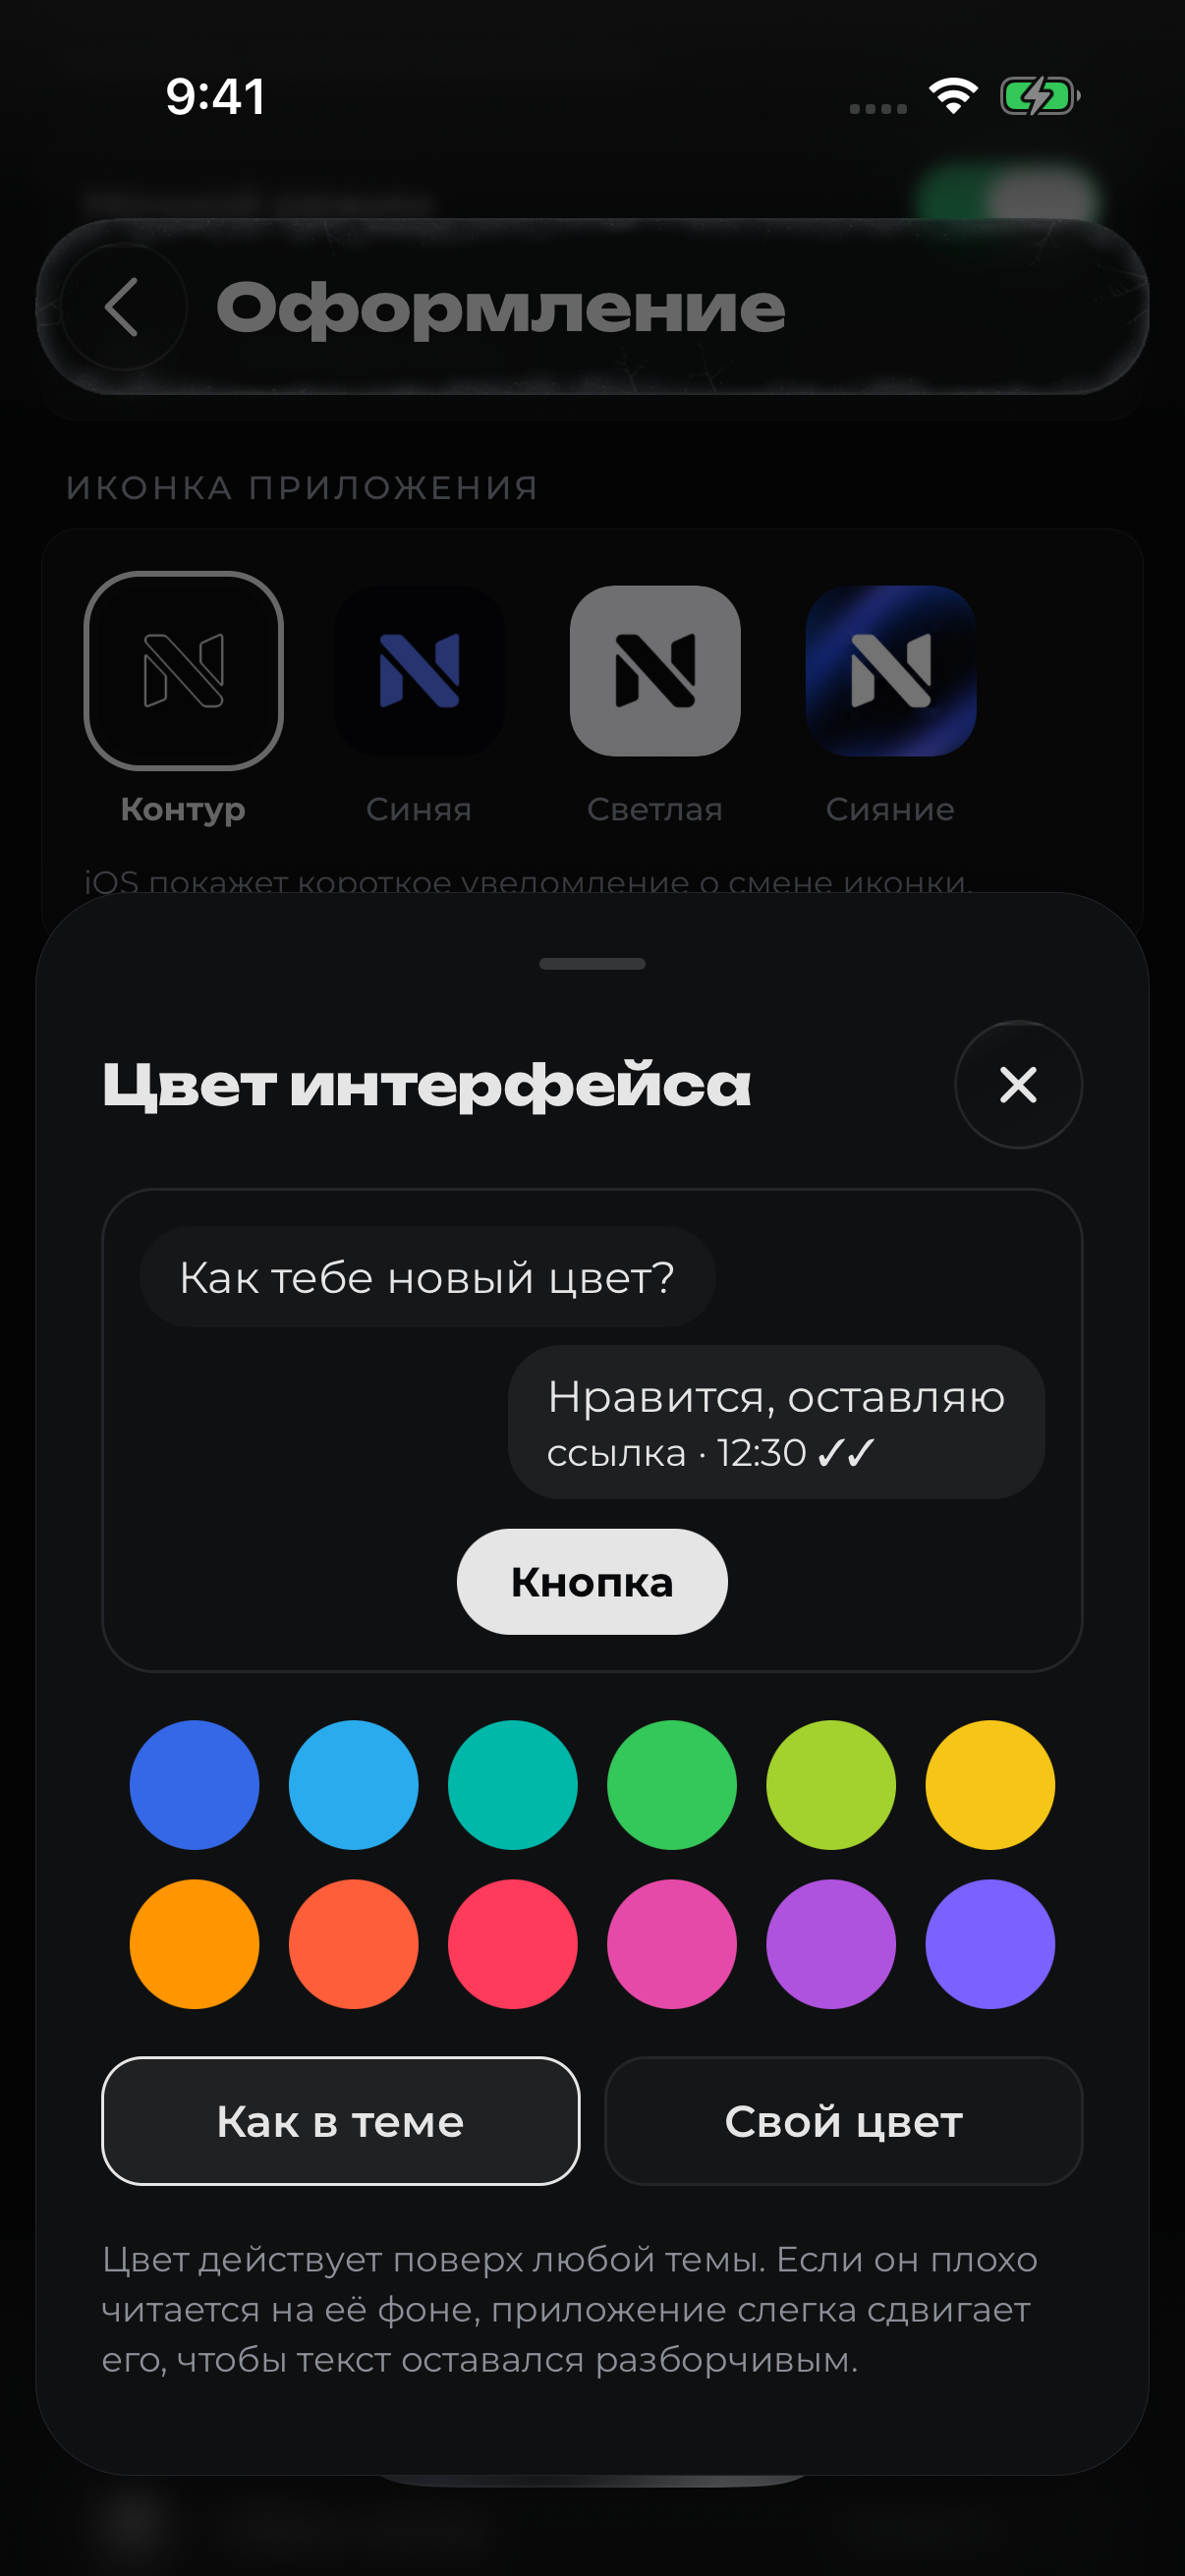 9:41
Оформление
ИКОНКА ПРИЛОЖЕНИЯ
Контур
Синяя
Светлая
Сияние
iOS покажет короткое уведомление о смене иконки.
Цвет интерфейса
Как тебе новый цвет?
Нравится, оставляю
ссылка · 12:30 ✓✓
Кнопка
Как в теме
Свой цвет
Цвет действует поверх любой темы. Если он плохо
читается на её фоне, приложение слегка сдвигает
его, чтобы текст оставался разборчивым.